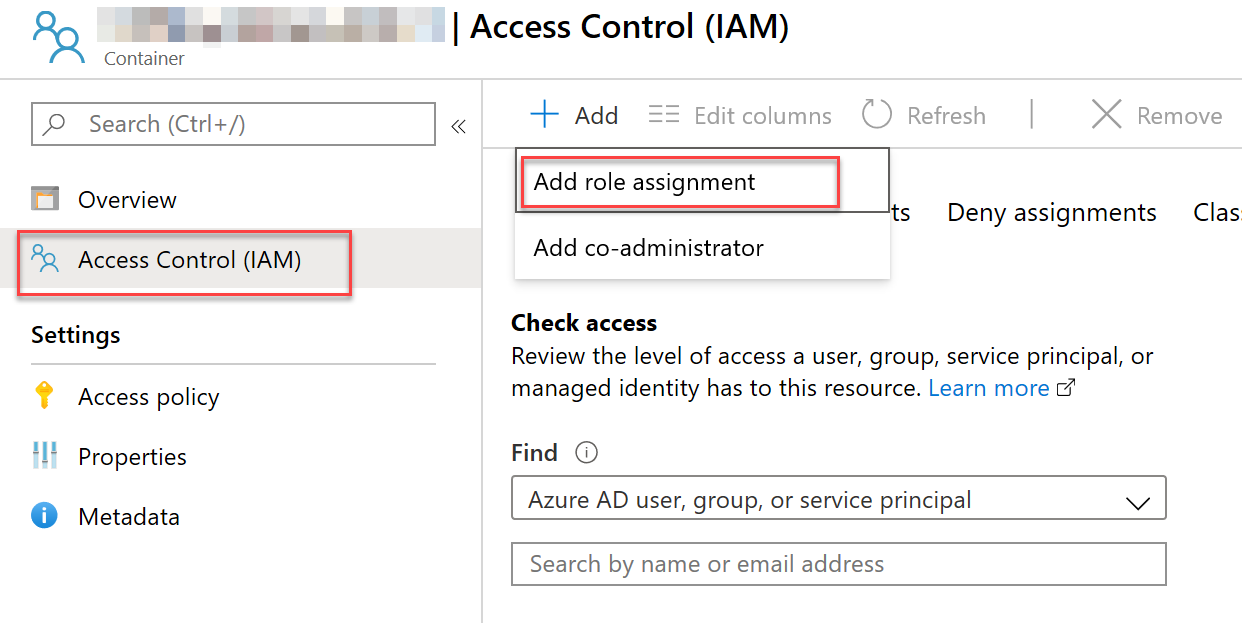 | Access Control (IAM)
Container
Search (Ctrl+/)
«
Add
Edit columns
Refresh
Remove
Overview
Access Control (IAM)
Settings
Access policy
Properties
Metadata
Add role assignment
Add co-administrator
ts
Deny assignments
Clas
Check access
Review the level of access a user, group, service principal, or
managed identity has to this resource. Learn more
Find
Azure AD user, group, or service principal
Search by name or email address